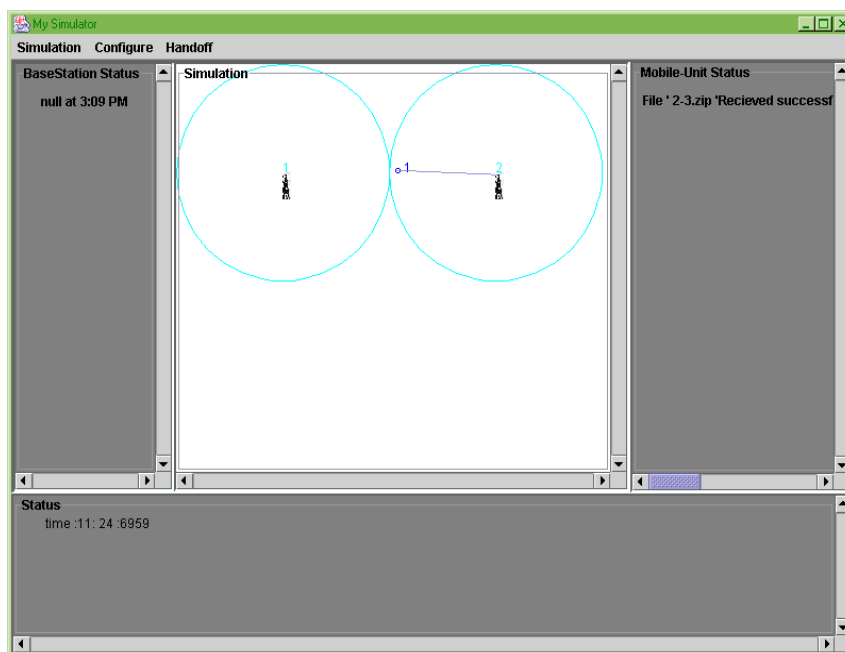 My Simulator
Simulation Configure Handoff
BaseStation Status
null at 3:09 PM
Simulation
1
1
2
Mobile-Unit Status
File ' 2-3.zip 'Recieved successf
Status
time :11: 24 :6959